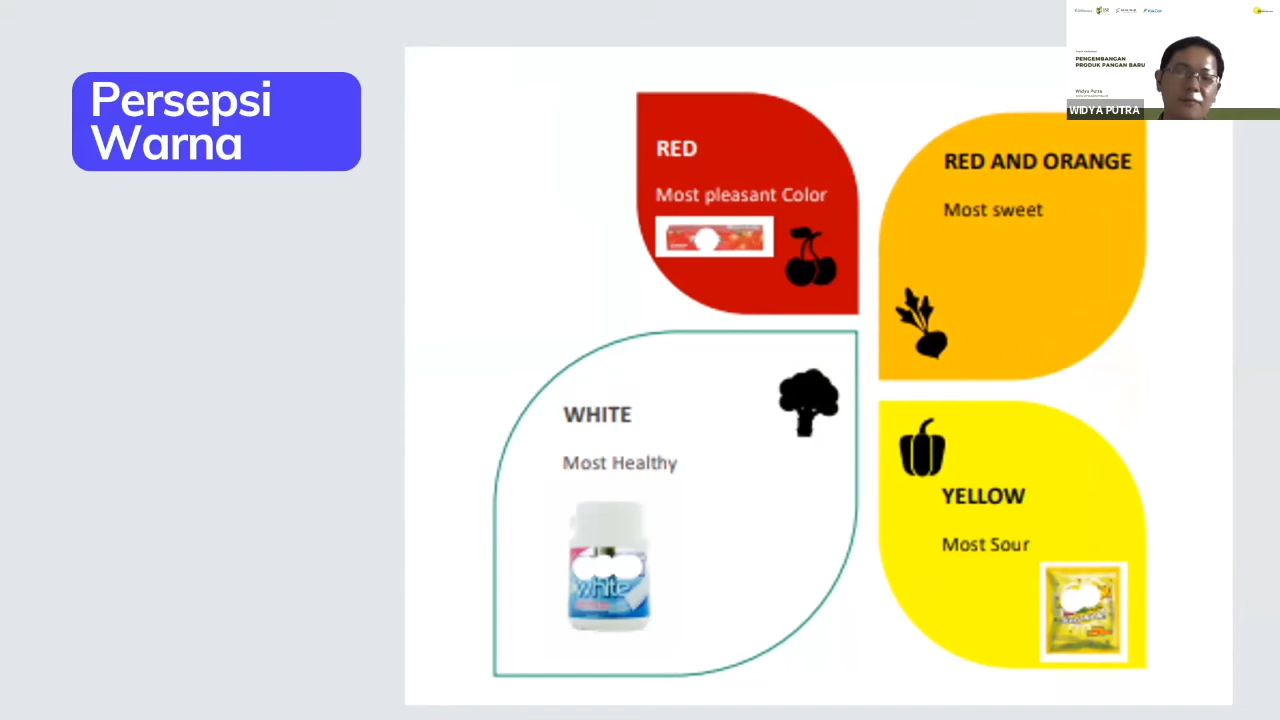 Persepsi
Warna
RED
Most pleasant Color
RED AND ORANGE
Most sweet
WHITE
Most Healthy
white
YELLOW
Most Sour
PENGEMBANGAN
PRODUK PANGAN BARU
Widya Putra
WIDYA PUTRA